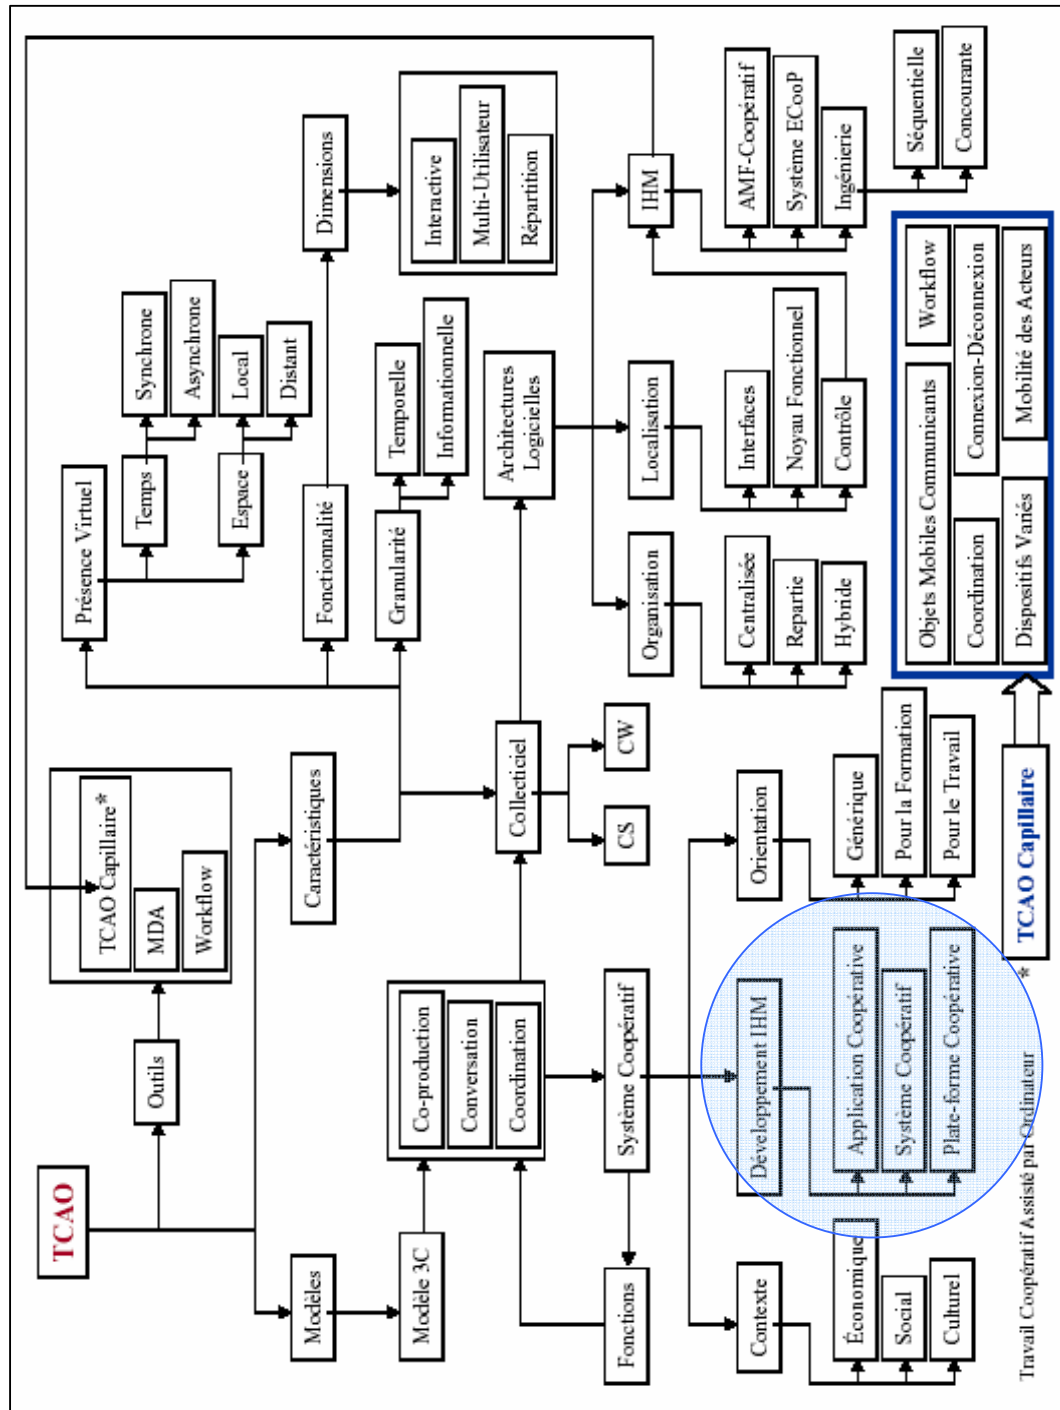 TCAO
Outils
TCAO Capillaire*
MDA
Workflow
Modèles
Caractéristiques
Présence Virtuel
Temps
Synchrone
Asynchrone
Espace
Local
Distant
Fonctionnalité
Dimensions
Interactive
Multi-Utilisateur
Répartition
Granularité
Temporelle
Informationnelle
Modèle 3C
Co-production
Conversation
Coordination
Collecticiel
CS
CW
Architectures
Logicielles
Fonctions
Système Coopératif
Organisation
Centralisée
Repartie
Hybride
Localisation
Interfaces
Noyau Fonctionnel
Contrôle
IHM
AMF-Coopératif
Système ECooP
Ingénierie
Séquentielle
Concourante
Contexte
Économique
Social
Culturel
Développement IHM
Application Coopérative
Système Coopératif
Plate-forme Coopérative
Orientation
Générique
Pour la Formation
Pour le Travail
Objets Mobiles Communicants
Workflow
Coordination
Connexion-Déconnexion
Dispositifs Variés
Mobilité des Acteurs
Travail Coopératif Assisté par Ordinateur
* TCAO Capillaire